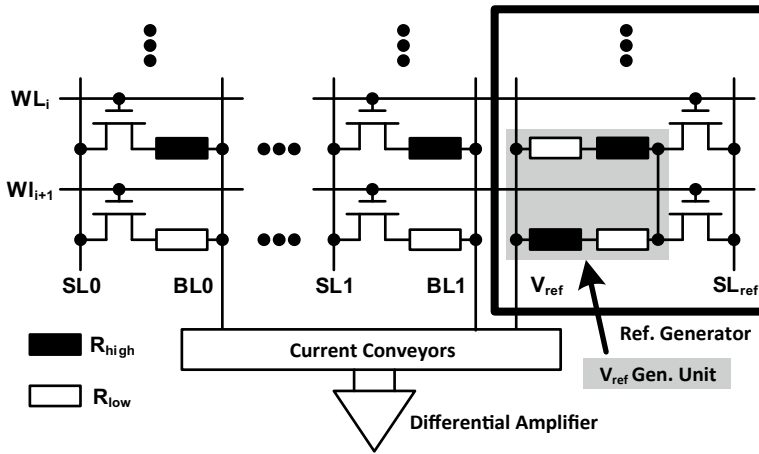 WLi
WIi+1
SL0 BL0 SL1 BL1 Vref SLref
Rhigh
Rlow
Current Conveyors
Ref. Generator
Vref Gen. Unit
Differential Amplifier